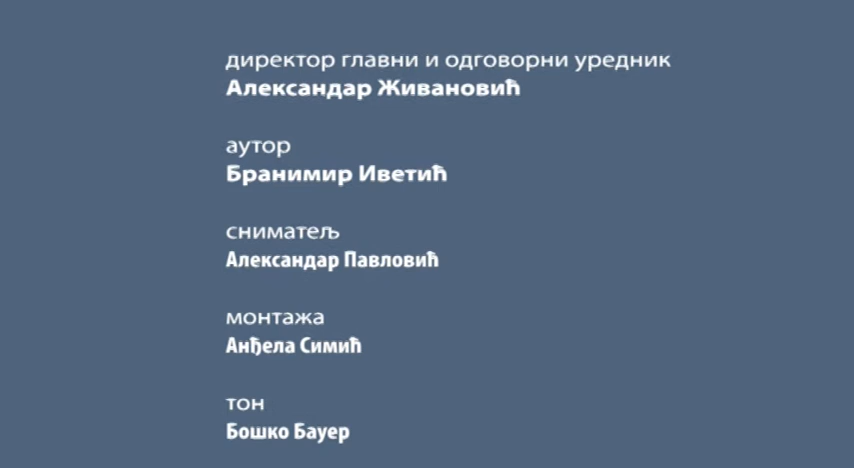 директор главни и одговорни уредник
Александар Живановић
аутор
Бранимир Иветић
сниматељ
Александар Павловић
монтажа
Анђела Симић
тон
Бошко Бауер